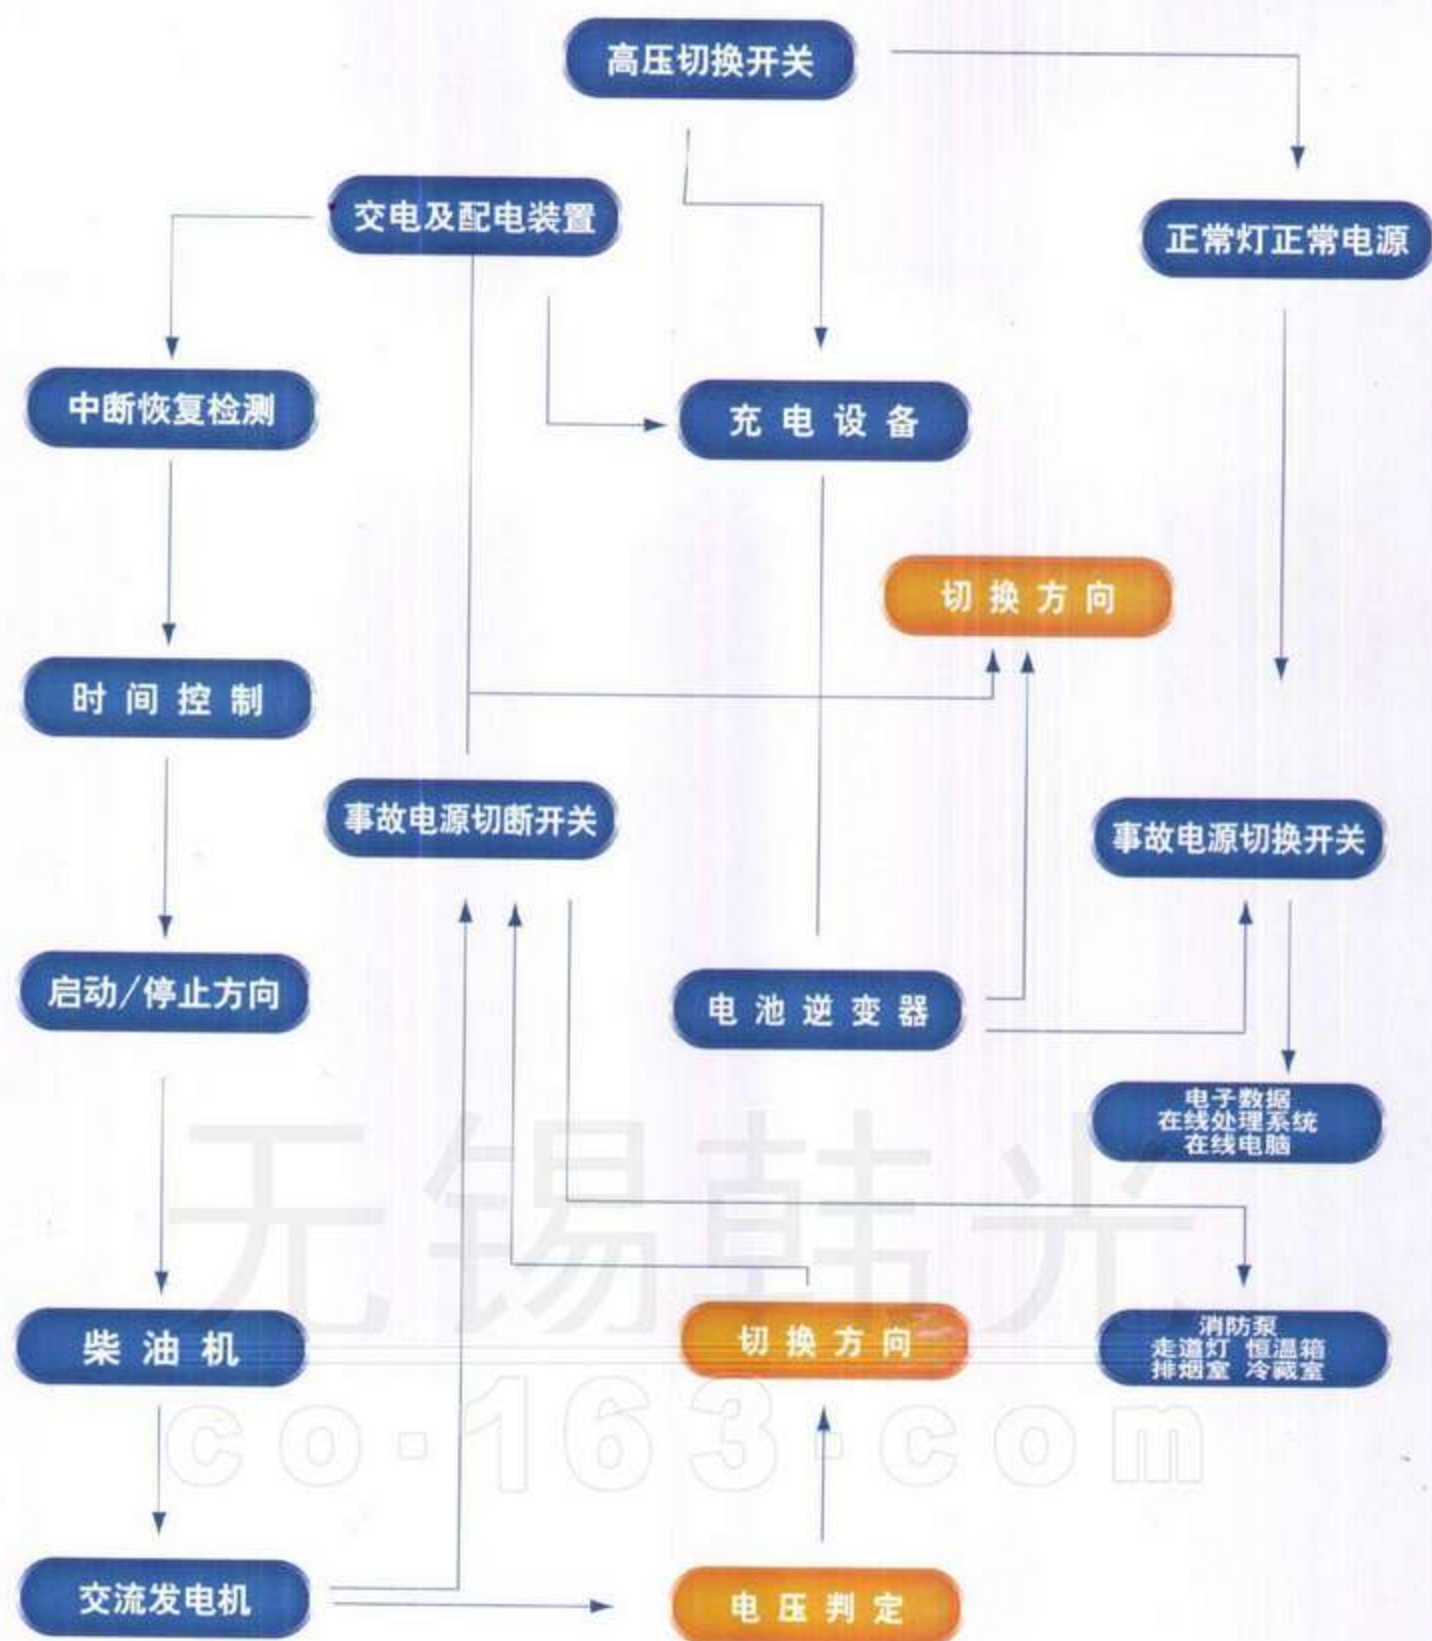 高压切换开关
交电及配电装置
正常灯正常电源
中断恢复检测
充电设备
切换方向
时间控制
事故电源切断开关
事故电源切换开关
启动/停止方向
电池逆变器
电子数据
在线处理系统
在线电脑
无锡韩光
柴油机
切换方向
消防泵
走道灯 恒温箱
排烟室 冷藏室
co·163·com
交流发电机
电压判定